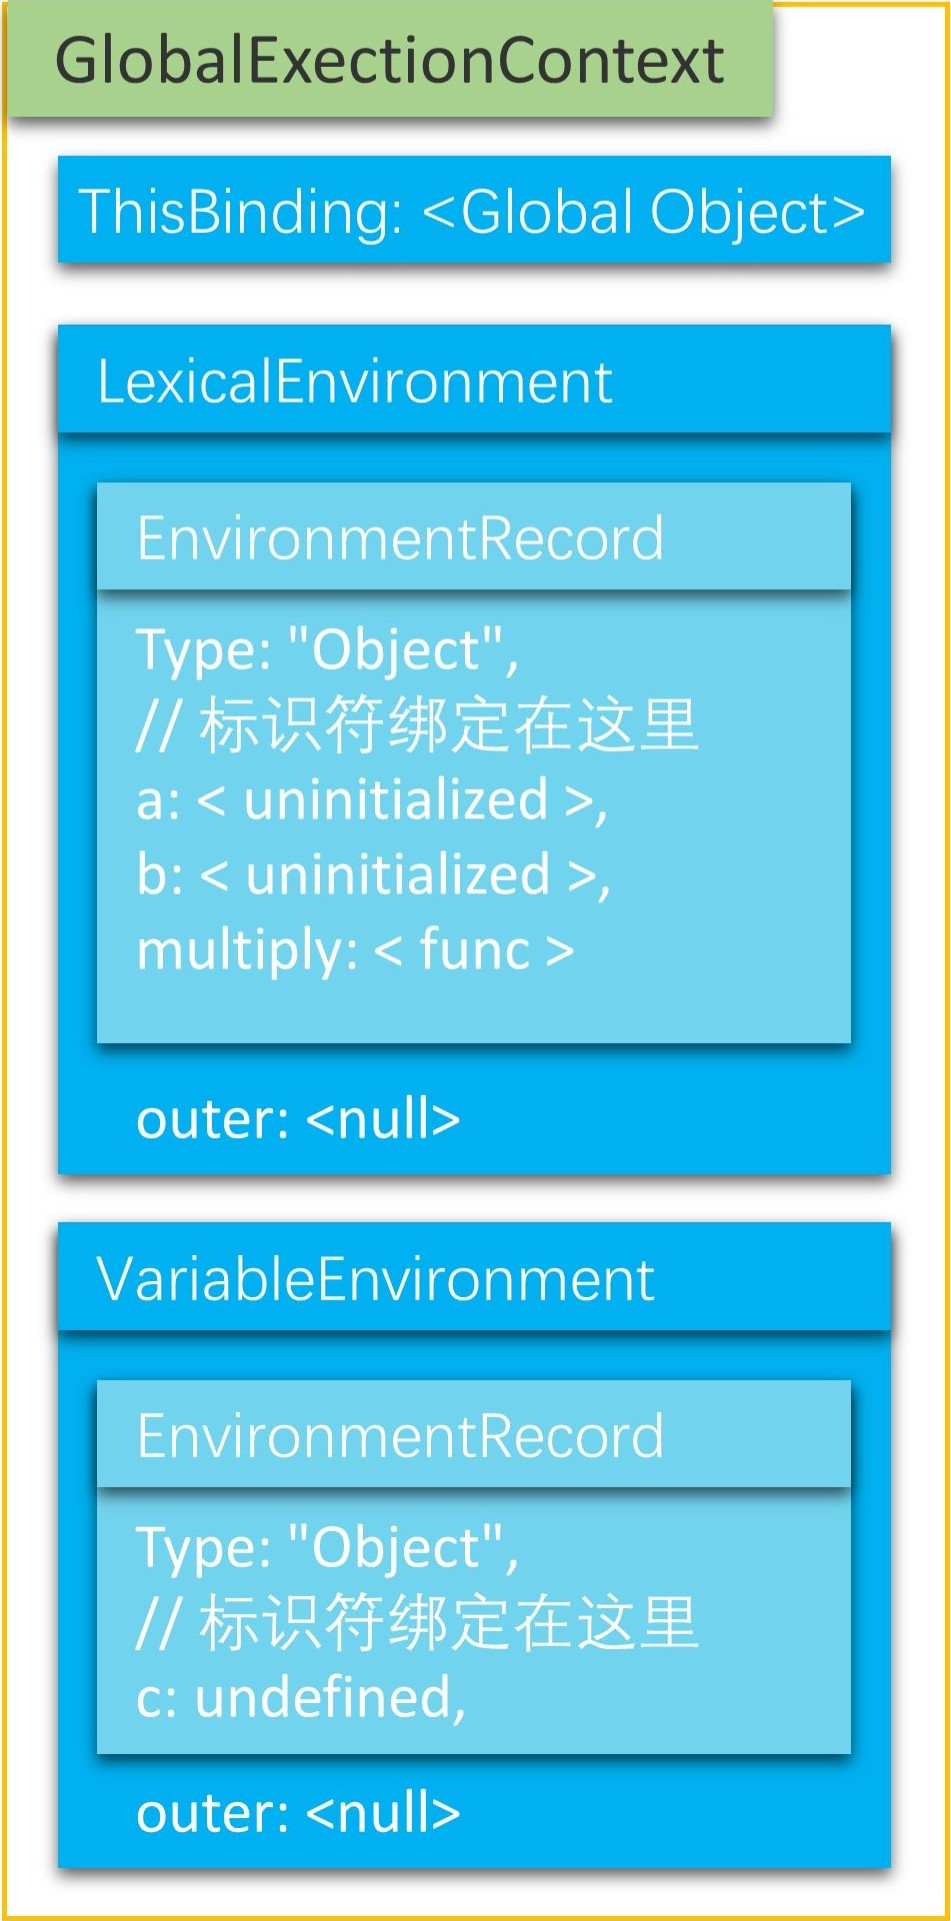 GlobalExectionContext
ThisBinding: <Global Object>
LexicalEnvironment
EnvironmentRecord
Type: "Object",
// 标识符绑定在这里
a: < uninitialized >,
b: < uninitialized >,
multiply: < func >
outer: <null>
VariableEnvironment
EnvironmentRecord
Type: "Object",
// 标识符绑定在这里
c: undefined,
outer: <null>